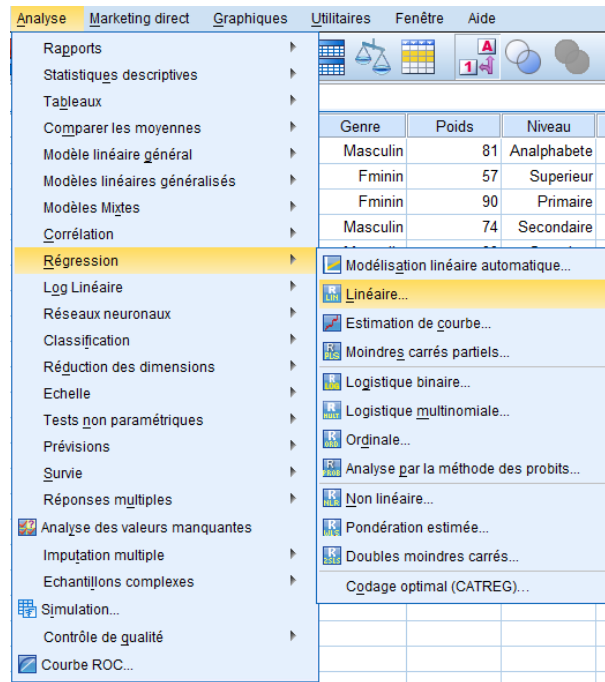 Analyse Marketing direct Graphiques Utilitaires Fenêtre Aide
Rapports
Statistiques descriptives
Tableaux
Comparer les moyennes
Modèle linéaire général
Modèles linéaires généralisés
Modèles Mixtes
Corrélation
Régression
Log Linéaire
Réseaux neuronaux
Classification
Réduction des dimensions
Echelle
Tests non paramétriques
Prévisions
Survie
Réponses multiples
Analyse des valeurs manquantes
Imputation multiple
Echantillons complexes
Simulation...
Contrôle de qualité
Courbe ROC...
Genre Poids Niveau
Masculin 81 Analphabete
Fminin 57 Superieur
Fminin 90 Primaire
Masculin 74 Secondaire
Modélisation linéaire automatique...
Linéaire...
Estimation de courbe...
Moindres carrés partiels...
Logistique binaire...
Logistique multinomiale...
Ordinale...
Analyse par la méthode des probits...
Non linéaire...
Pondération estimée...
Doubles moindres carrés...
Codage optimal (CATREG)...